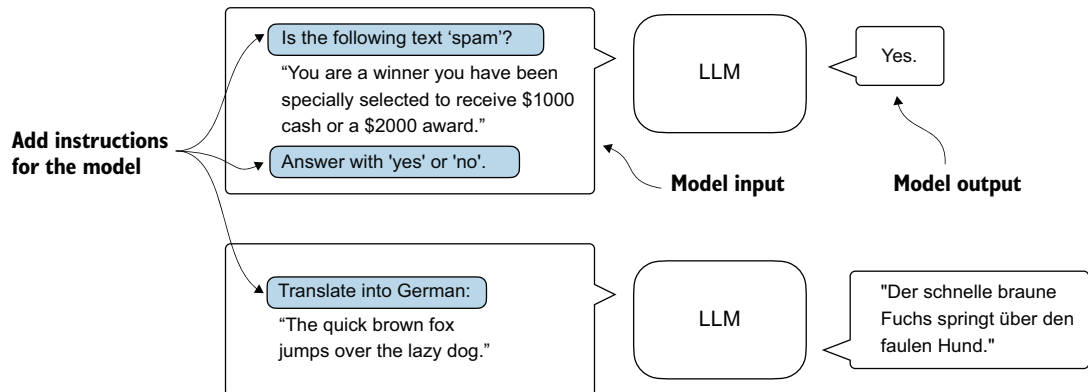 Is the following text ‘spam’?
“You are a winner you have been
specially selected to receive $1000
cash or a $2000 award.”
Answer with 'yes' or 'no'.
LLM
Yes.
Add instructions
for the model
Model input
Model output
Translate into German:
“The quick brown fox
jumps over the lazy dog.”
LLM
"Der schnelle braune
Fuchs springt über den
faulen Hund."